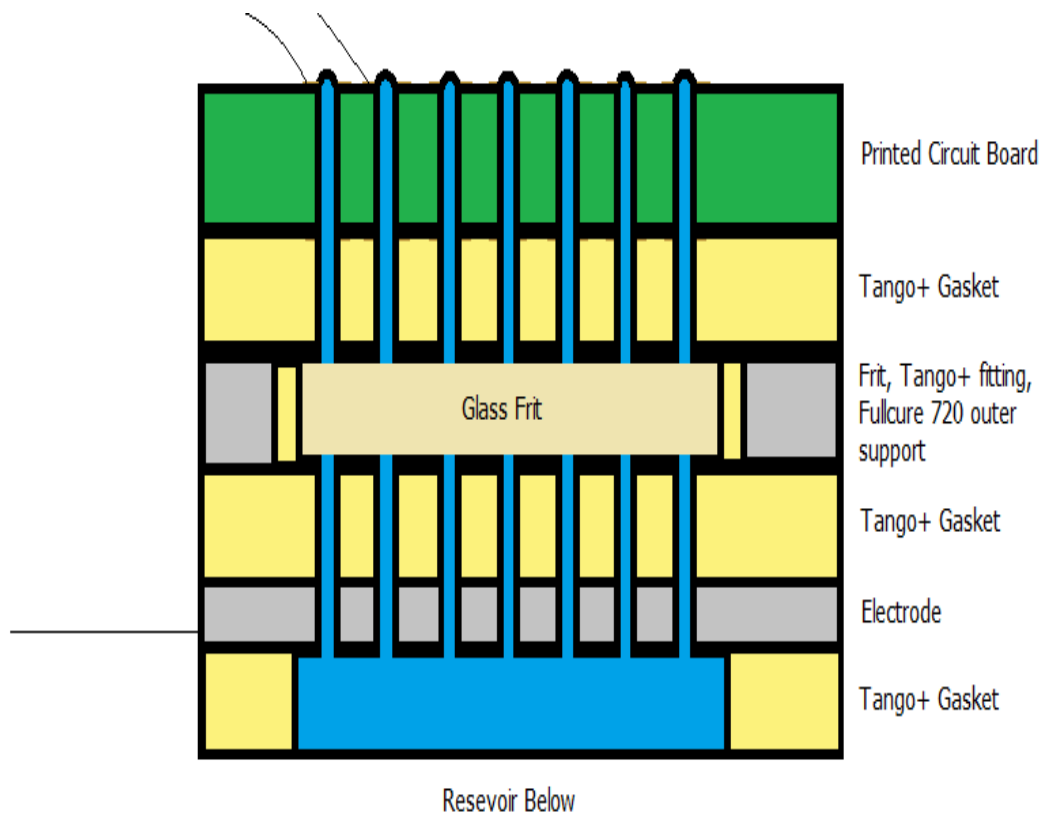 Printed Circuit Board
Tango+ Gasket
Frit, Tango+ fitting,
Fullcure 720 outer
support
Glass Frit
Tango+ Gasket
Electrode
Tango+ Gasket
Resevoir Below